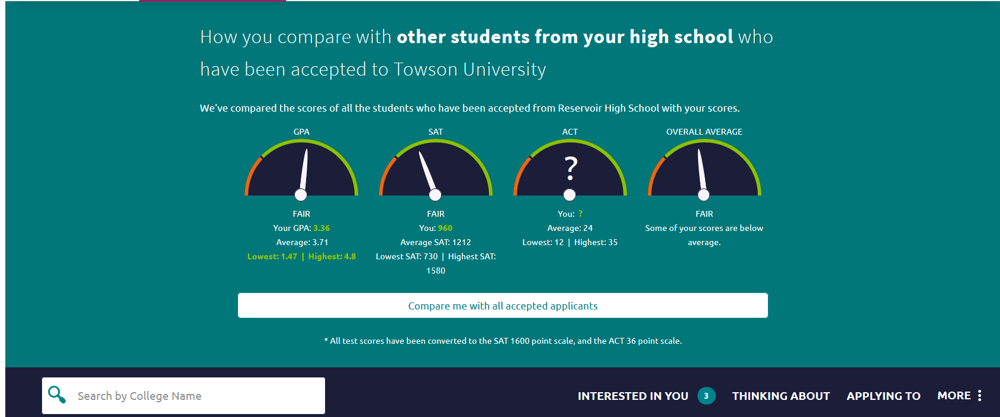 How you compare with other students from your high school who
have been accepted to Towson University
We've compared the scores of all the students who have been accepted from Reservoir High School with your scores.
GPA
FAIR
Your GPA: 3.36
Average: 3.71
Lowest: 1.47 | Highest: 4.8
SAT
FAIR
You: 960
Average SAT: 1212
Lowest SAT: 730 | Highest SAT:
1580
ACT
?
You: ?
Average: 24
Lowest: 12 | Highest: 35
OVERALL AVERAGE
FAIR
Some of your scores are below
average.
Compare me with all accepted applicants
* All test scores have been converted to the SAT 1600 point scale, and the ACT 36 point scale.
Search by College Name
INTERESTED IN YOU 3 THINKING ABOUT APPLYING TO MORE